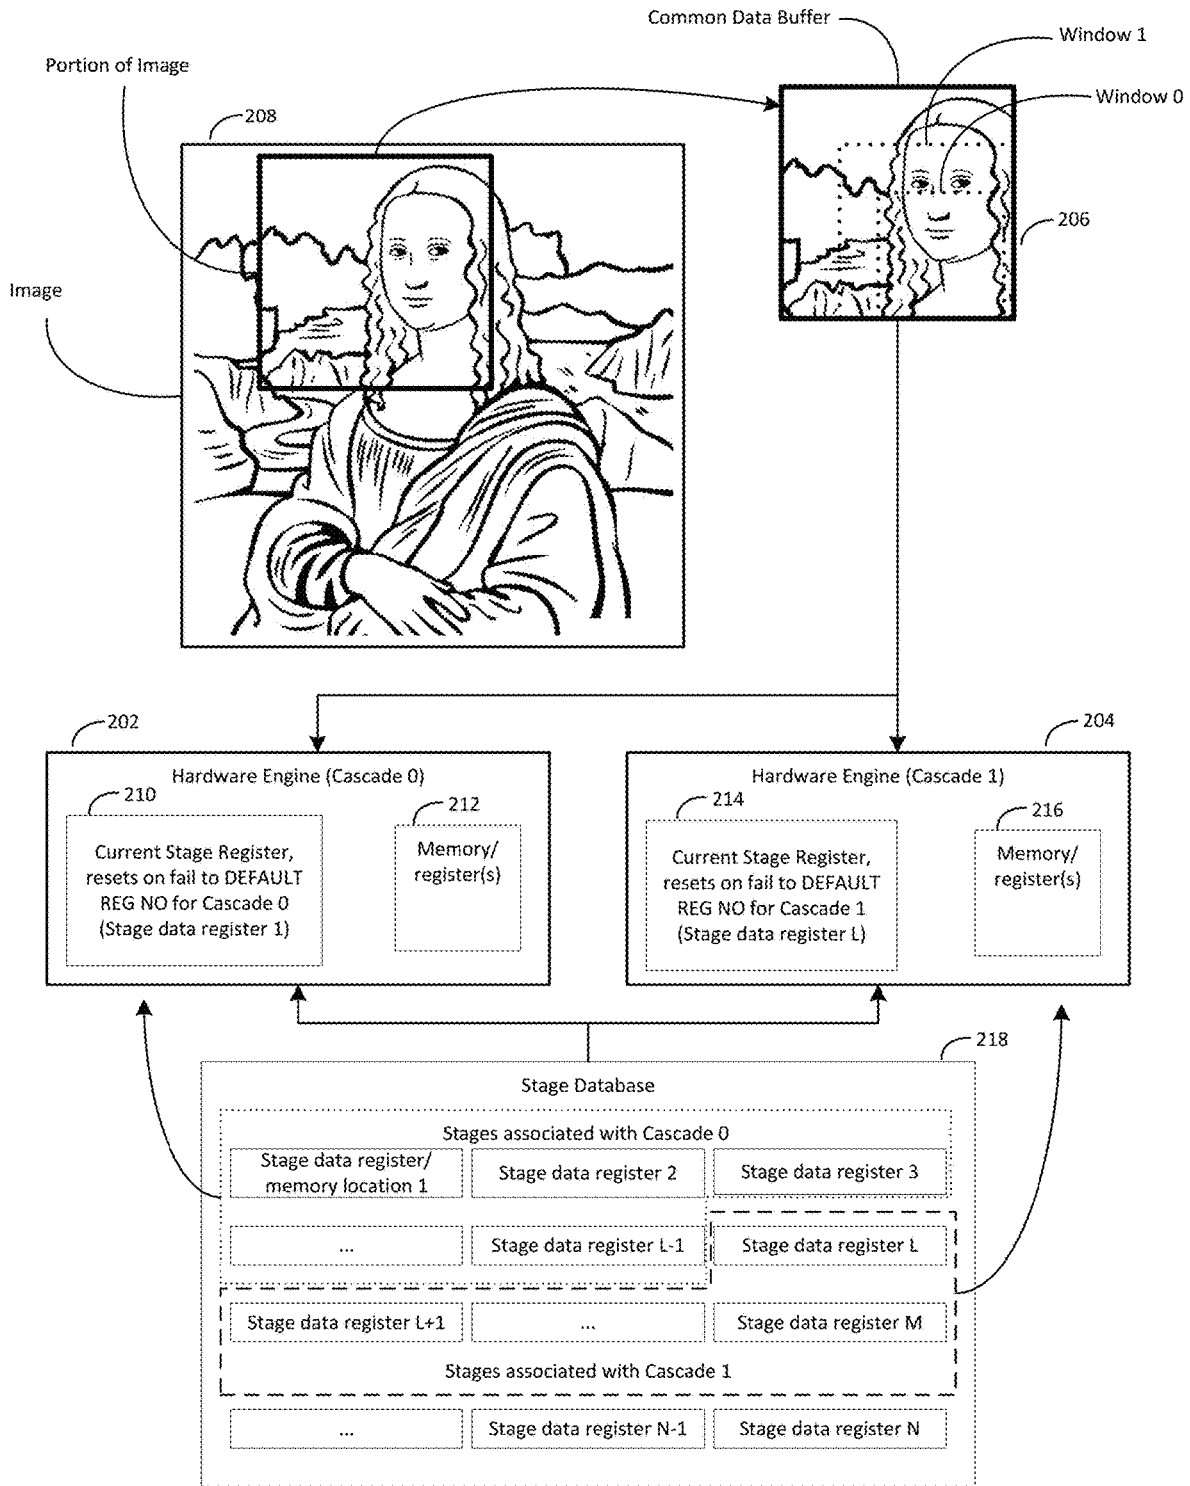 Common Data Buffer
Window 1
Portion of Image
Window 0
208
206
Image
202
204
Hardware Engine (Cascade 0)
210
212
Current Stage Register,
resets on fail to DEFAULT
REG NO for Cascade 0
(Stage data register 1)
Memory/
register(s)
Hardware Engine (Cascade 1)
214
216
Current Stage Register,
resets on fail to DEFAULT
REG NO for Cascade 1
(Stage data register L)
Memory/
register(s)
218
Stage Database
Stages associated with Cascade 0
Stage data register/
memory location 1
Stage data register 2
Stage data register 3
...
Stage data register L-1
Stage data register L
Stage data register L+1
...
Stage data register M
Stages associated with Cascade 1
...
Stage data register N-1
Stage data register N